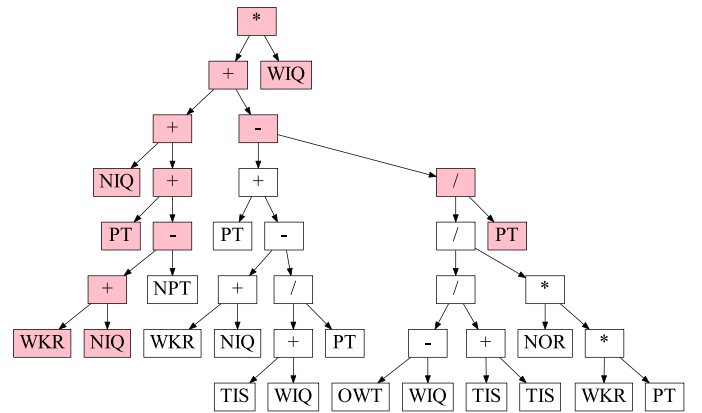 *
+ WIQ
+ -
NIQ + + /
PT - PT - / PT
+ NPT + / / *
WKR NIQ WKR NIQ + PT - + NOR *
TIS WIQ OWT WIQ TIS TIS WKR PT